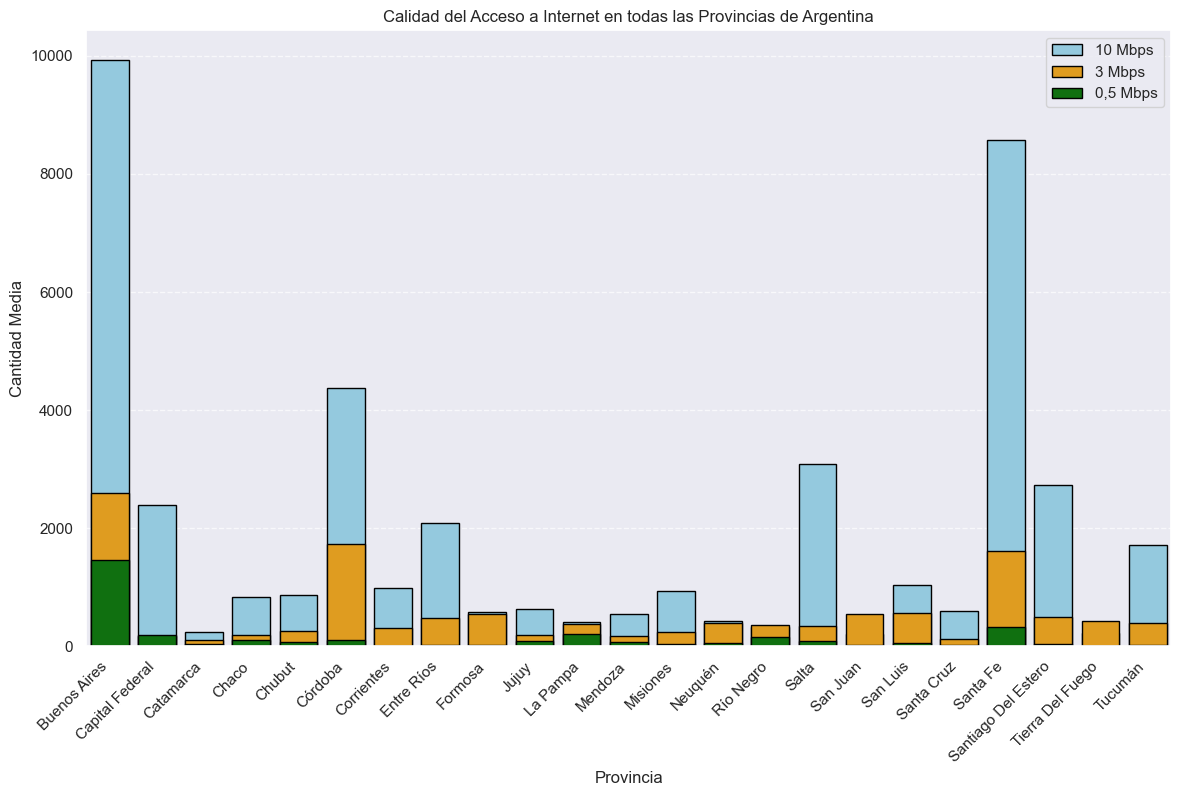 Calidad del Acceso a Internet en todas las Provincias de Argentina
10 Mbps
3 Mbps
0,5 Mbps
10000
8000
6000
4000
2000
0
Cantidad Media
Buenos Aires
Capital Federal
Catamarca
Chaco
Chubut
Córdoba
Corrientes
Entre Ríos
Formosa
Jujuy
La Pampa
Mendoza
Misiones
Neuquén
Río Negro
Salta
San Juan
San Luis
Santa Cruz
Santa Fe
Santiago Del Estero
Tierra Del Fuego
Tucumán
Provincia